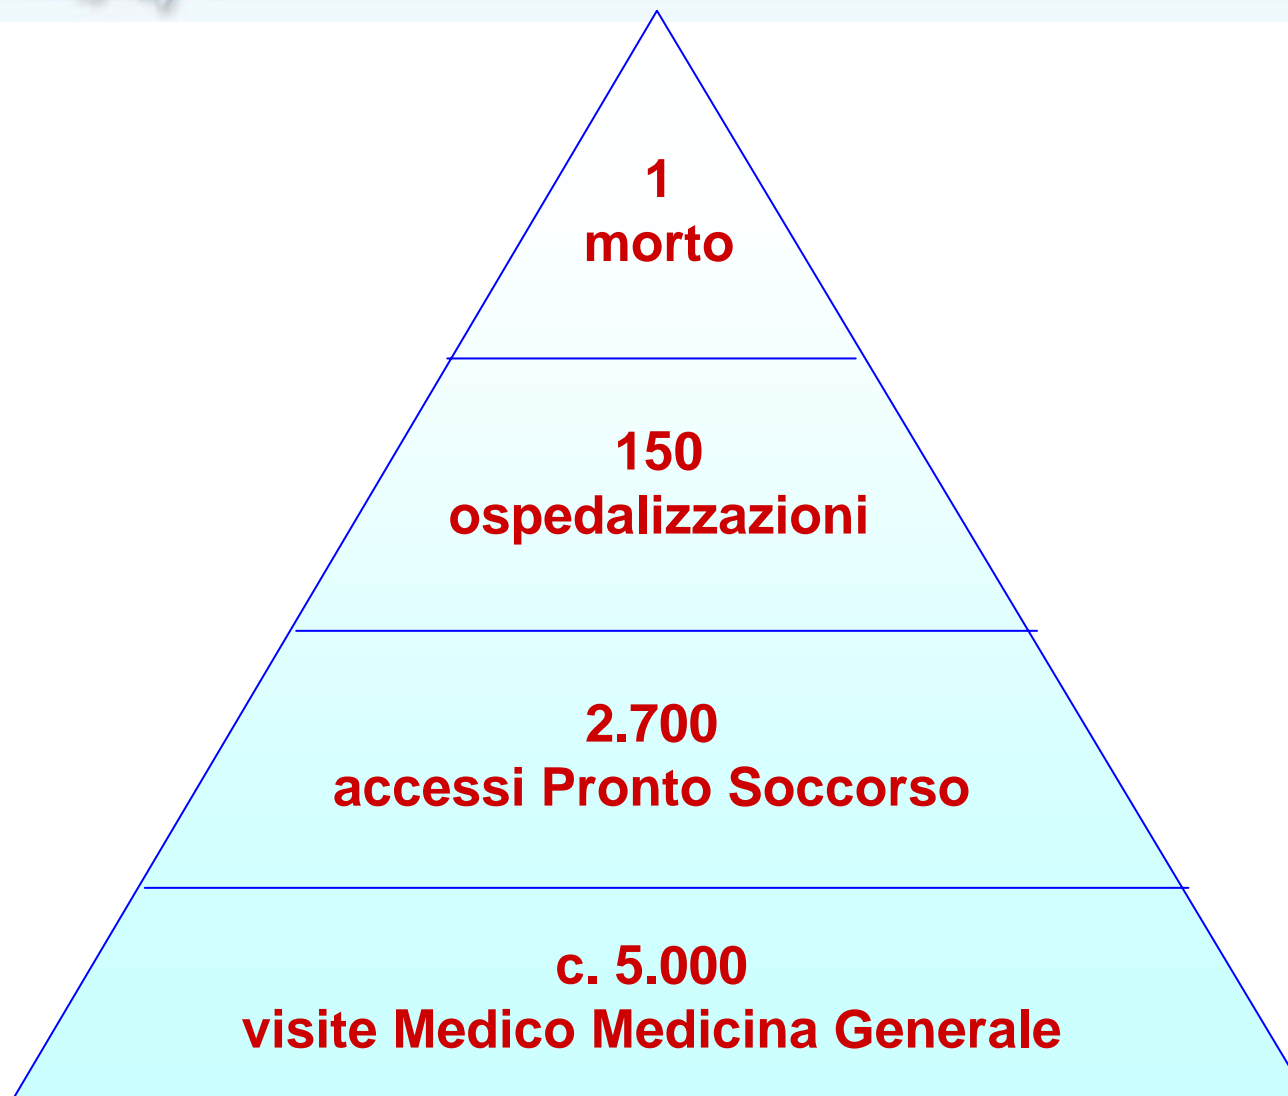 1
morto
150
ospedalizzazioni
2.700
accessi Pronto Soccorso
c. 5.000
visite Medico Medicina Generale